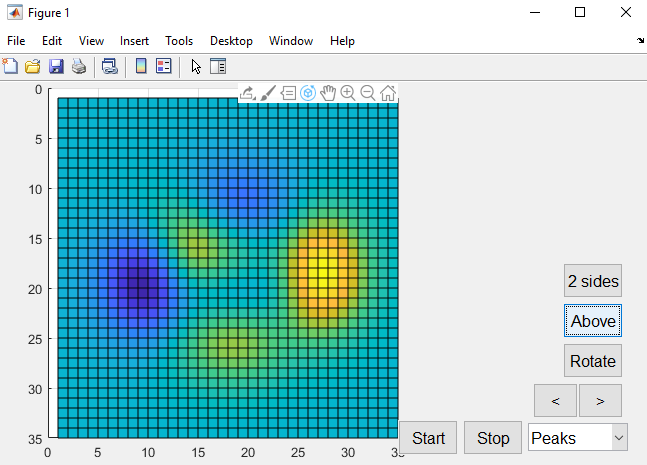 Figure 1
File Edit View Insert Tools Desktop Window Help
0
5
10
15
20
25
30
35
0 5 10 15 20 25 30 35
2 sides
Above
Rotate
< >
Start Stop Peaks